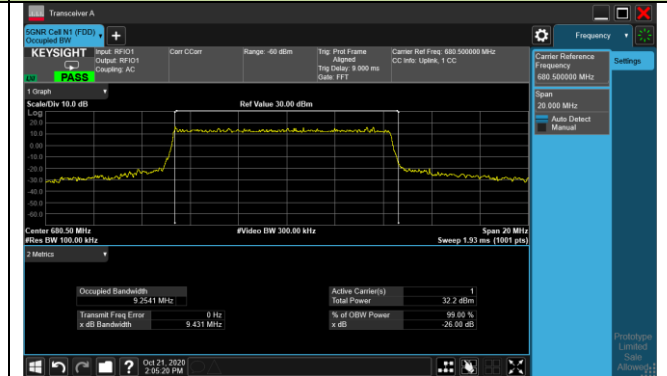 Transceiver A
5GNR Cell N1 (FDD)
Occupied BW
Frequency
KEYSIGHT
LV
PASS
Input: RFIO1
Output: RFIO1
Coupling: AC
Corr CCorr
Range: -60 dBm
Trig: Prot Frame
Aligned
Trig Delay: 9.000 ms
Gate: FFT
Carrier Ref Freq: 680.500000 MHz
CC Info: Uplink, 1 CC
Carrier Reference
Frequency
680.500000 MHz
Settings
Span
20.000 MHz
Auto Detect
Manual
1 Graph
Scale/Div 10.0 dB
Ref Value 30.00 dBm
Log
20.0
10.0
0.00
-10.0
-20.0
-30.0
-40.0
-50.0
-60.0
Center 680.50 MHz
#Video BW 300.00 kHz
Span 20 MHz
#Res BW 100.00 kHz
Sweep 1.93 ms (1001 pts)
2 Metrics
Occupied Bandwidth
9.2541 MHz
Active Carrier(s) 1
Total Power 32.2 dBm
Transmit Freq Error 0 Hz
x dB Bandwidth 9.431 MHz
% of OBW Power 99.00 %
x dB -26.00 dB
Prototype
Limited
Sale
Allowed
Oct 21, 2020
2:05:20 PM